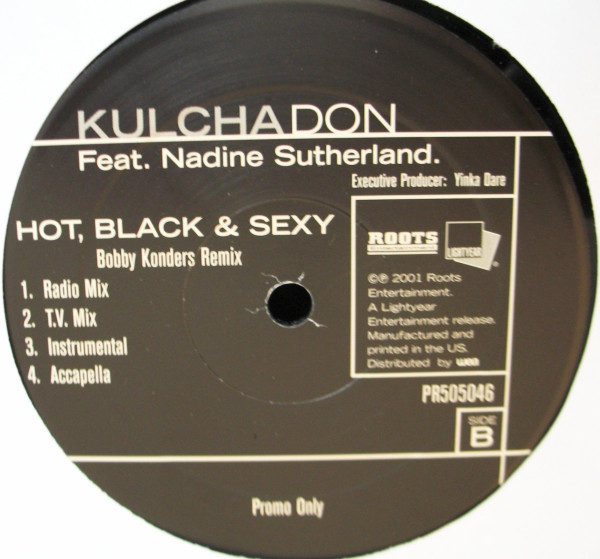 KULCHADON
Feat. Nadine Sutherland.
Executive Producer: Yinka Dare
HOT, BLACK & SEXY
Bobby Konders Remix
1. Radio Mix
2. T.V. Mix
3. Instrumental
4. Accapella
ROOTS
LIGHTYEAR
©℗ 2001 Roots
Entertainment.
A Lightyear
Entertainment release.
Manufactured and
printed in the US.
Distributed by wea
PR505046
SIDE
B
Promo Only